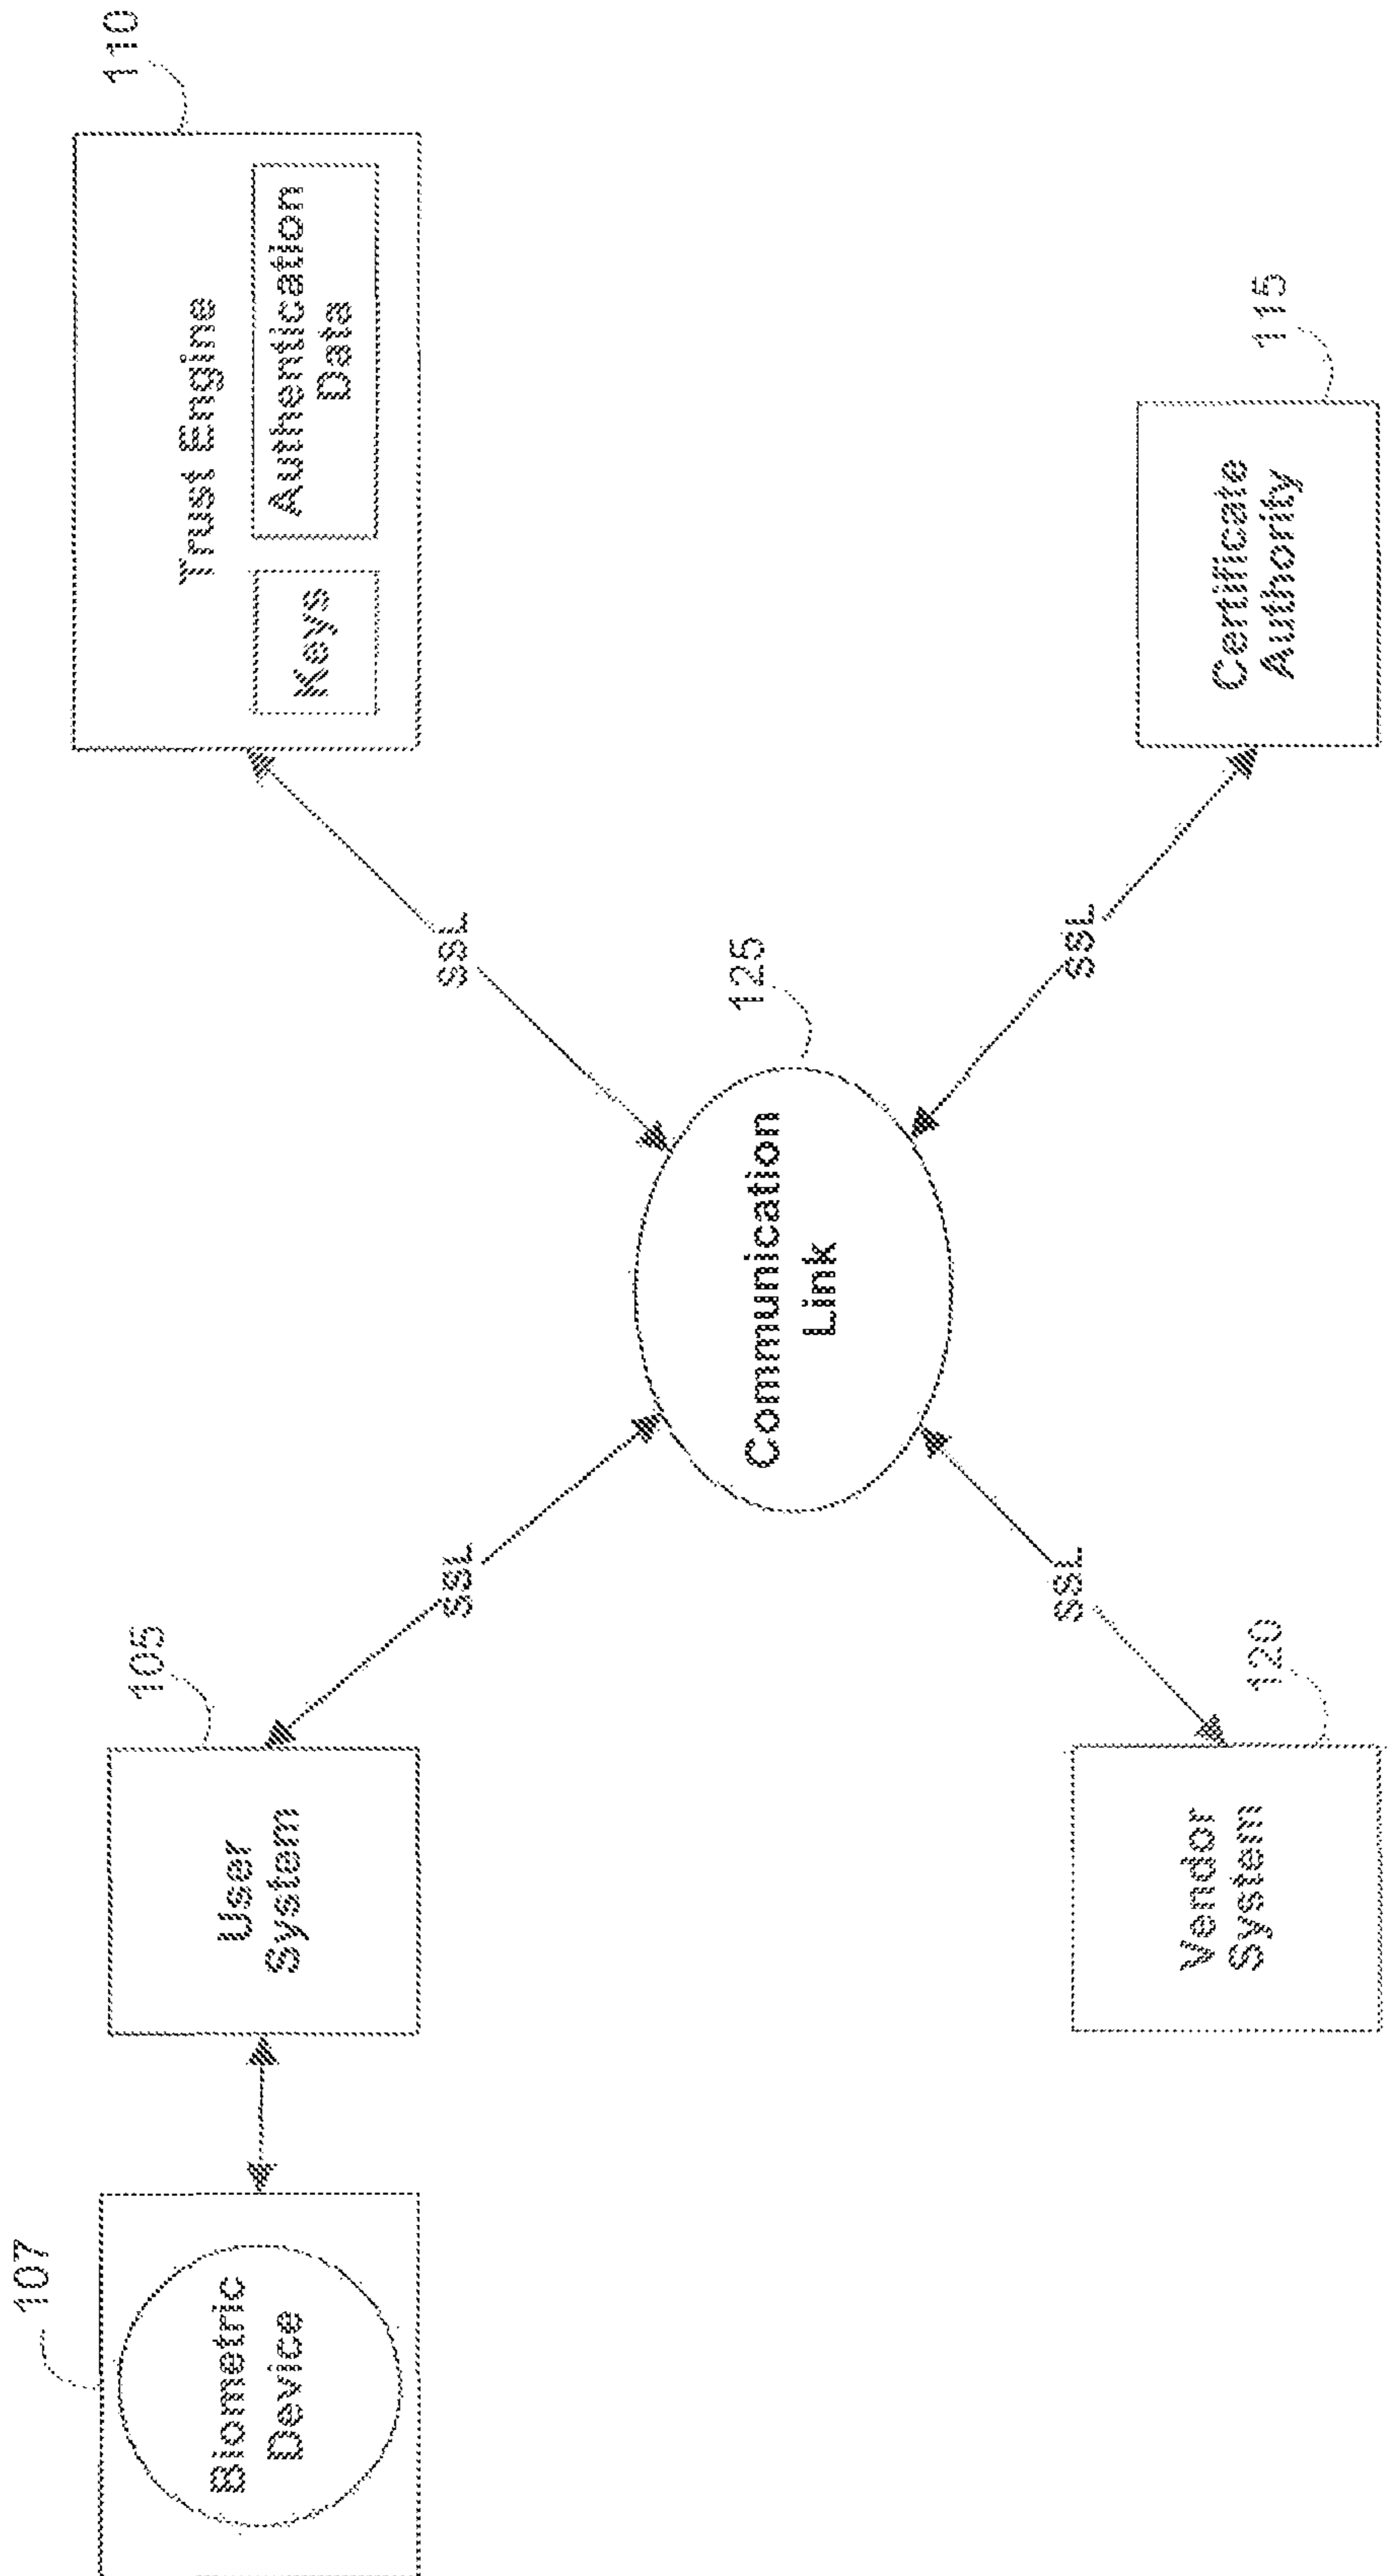 107
Biometric
Device
105
User
System
SSL
110
Trust Engine
Keys
Authentication
Data
SSL
125
Communication
Link
SSL
120
Vendor
System
SSL
115
Certificate
Authority